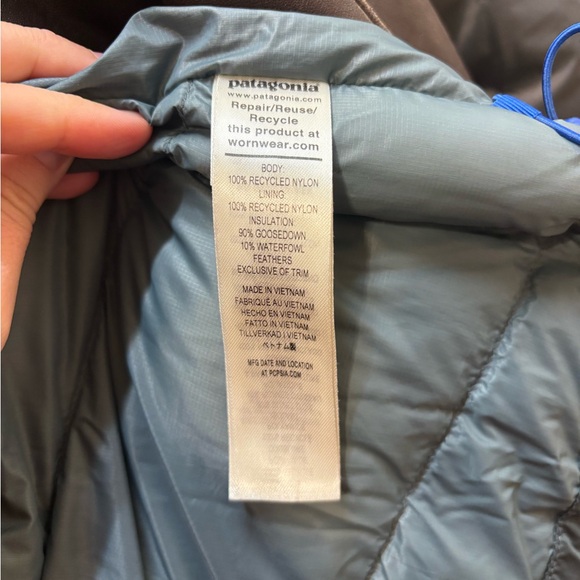 patagonia
www.patagonia.com
Repair/Reuse/
Recycle
this product at
wornwear.com
BODY:
100% RECYCLED NYLON
LINING:
100% RECYCLED NYLON
INSULATION:
90% GOOSEDOWN
10% WATERFOWL
FEATHERS
EXCLUSIVE OF TRIM
MADE IN VIETNAM
FABRIQUÉ AU VIETNAM
HECHO EN VIETNAM
FATTO IN VIETNAM
TILLVERKAD I VIETNAM
ベトナム製
MFG DATE AND LOCATION
AT PCPSIA.COM